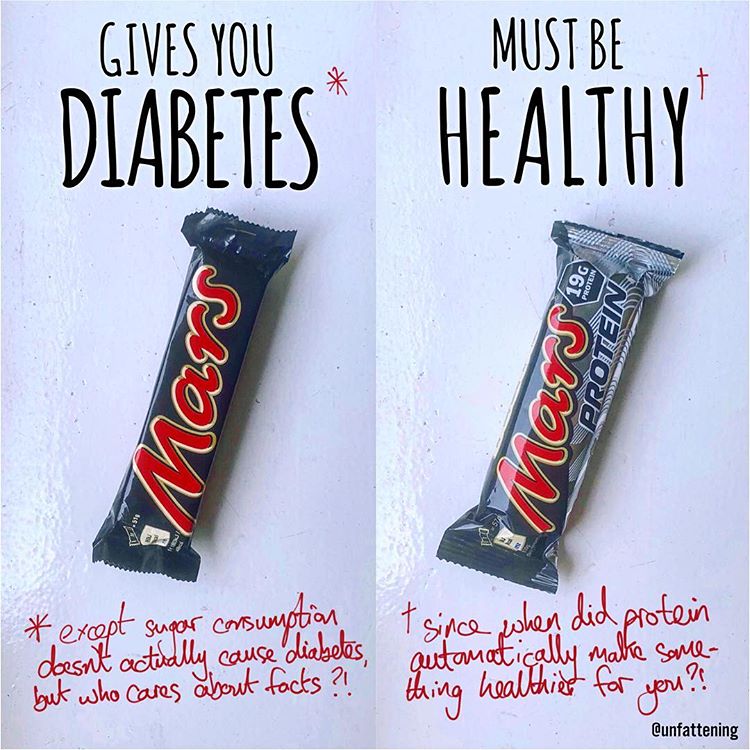 GIVES YOU
DIABETES*
* except sugar consumption
doesn't actually cause diabetes,
but who cares about facts?!
Mars
MUST BE
HEALTHY†
† since when did protein
automatically make some-
thing healthier for you?!
Mars
PROTEIN
19G
PROTEIN
@unfattening